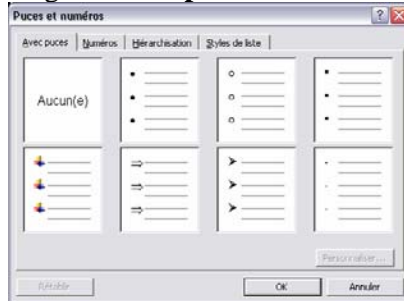 Puces et numéros
Avec puces
Numéros
Hiérarchisation
Styles de liste
Aucun(e)
Personnaliser...
Rétablir
OK
Annuler